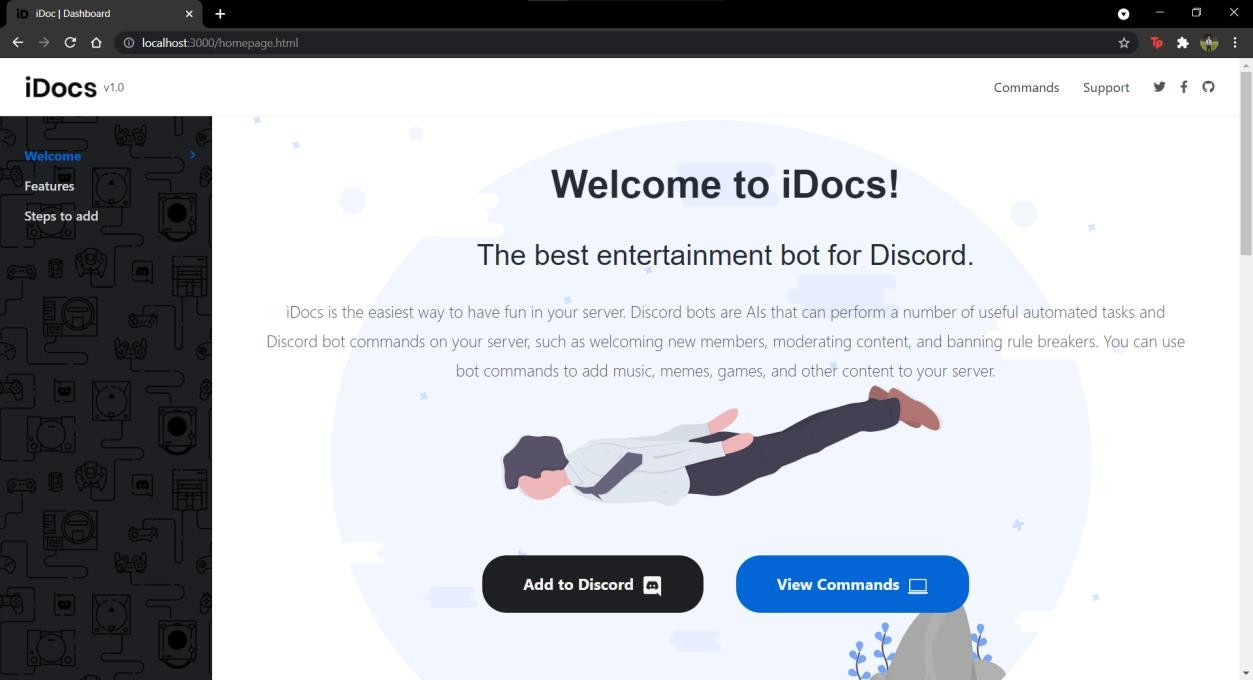 iDoc | Dashboard
localhost:3000/homepage.html
iDocs v1.0
Commands
Support
Welcome
Features
Steps to add
Welcome to iDocs!
The best entertainment bot for Discord.
iDocs is the easiest way to have fun in your server. Discord bots are AIs that can perform a number of useful automated tasks and
Discord bot commands on your server, such as welcoming new members, moderating content, and banning rule breakers. You can use
bot commands to add music, memes, games, and other content to your server.
Add to Discord
View Commands